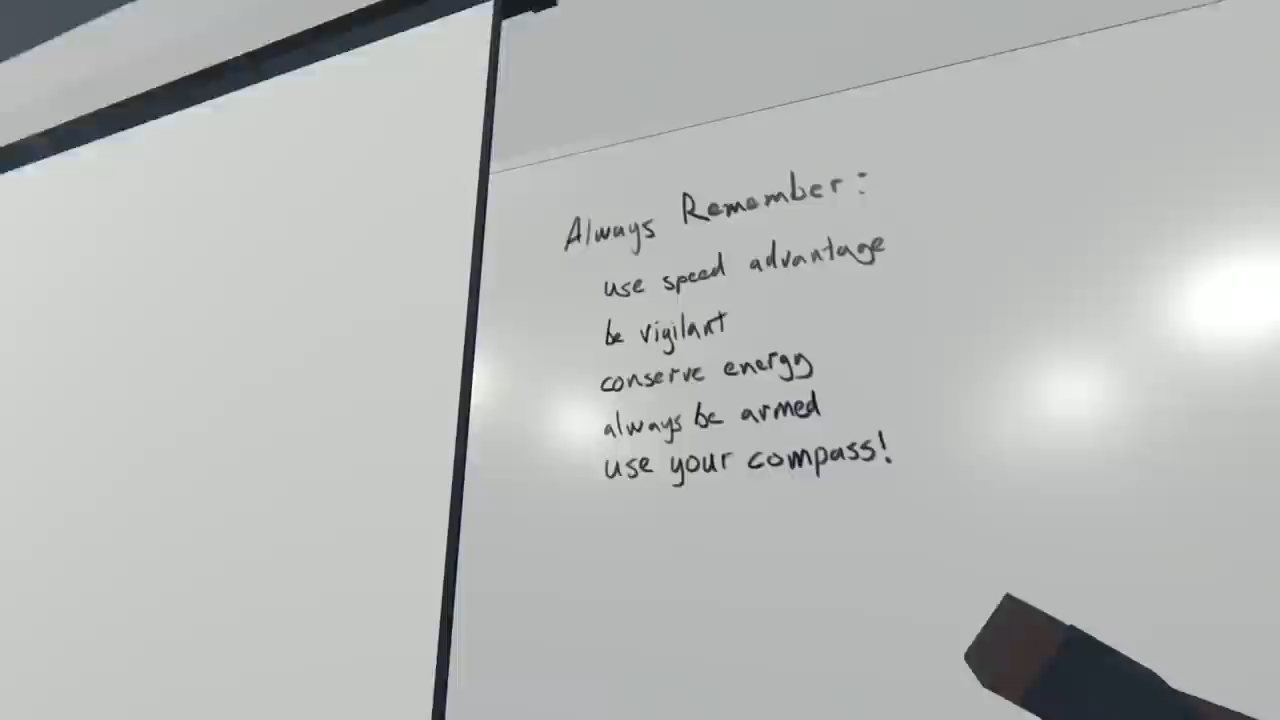 Always Remember:
use speed advantage
be vigilant
conserve energy
always be armed
use your compass!